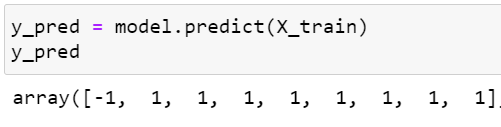 y_pred = model.predict(X_train)
y_pred
array([-1, 1, 1, 1, 1, 1, 1, 1, 1],